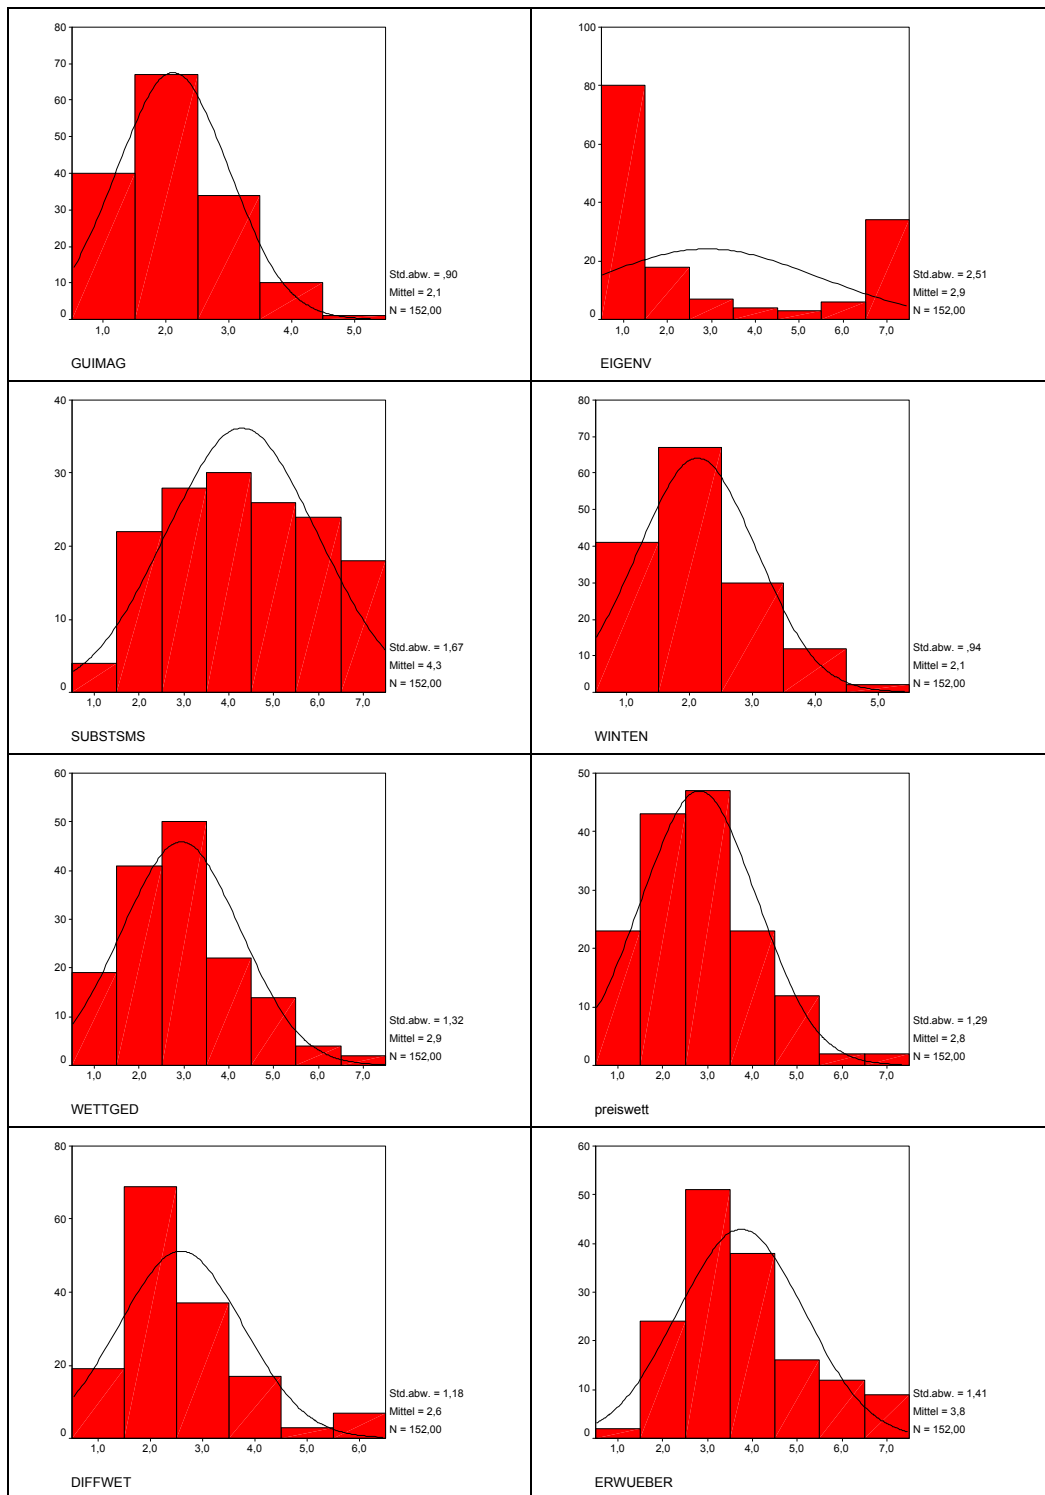 80
70
60
50
40
30
20
10
0
1,0 2,0 3,0 4,0 5,0
Std.abw. = ,90
Mittel = 2,1
N = 152,00
GUIMAG
100
80
60
40
20
0
1,0 2,0 3,0 4,0 5,0 6,0 7,0
Std.abw. = 2,51
Mittel = 2,9
N = 152,00
EIGENV
40
30
20
10
0
1,0 2,0 3,0 4,0 5,0 6,0 7,0
Std.abw. = 1,67
Mittel = 4,3
N = 152,00
SUBSTSMS
80
70
60
50
40
30
20
10
0
1,0 2,0 3,0 4,0 5,0
Std.abw. = ,94
Mittel = 2,1
N = 152,00
WINTEN
60
50
40
30
20
10
0
1,0 2,0 3,0 4,0 5,0 6,0 7,0
Std.abw. = 1,32
Mittel = 2,9
N = 152,00
WETTGED
50
40
30
20
10
0
1,0 2,0 3,0 4,0 5,0 6,0 7,0
Std.abw. = 1,29
Mittel = 2,8
N = 152,00
preiswett
80
60
40
20
0
1,0 2,0 3,0 4,0 5,0 6,0
Std.abw. = 1,18
Mittel = 2,6
N = 152,00
DIFFWET
60
50
40
30
20
10
0
1,0 2,0 3,0 4,0 5,0 6,0 7,0
Std.abw. = 1,41
Mittel = 3,8
N = 152,00
ERWUEBER